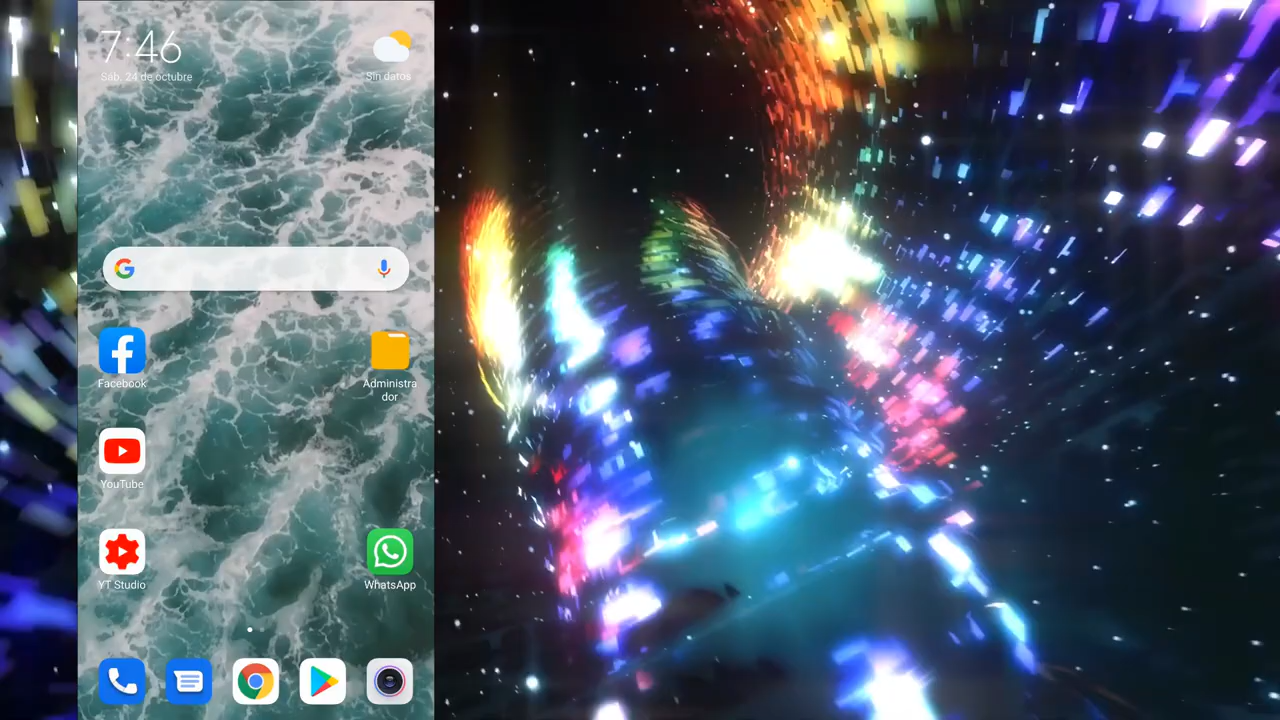 7:46
Sáb. 24 de octubre
Sin datos
Facebook
Administra
dor
YouTube
YT Studio
WhatsApp